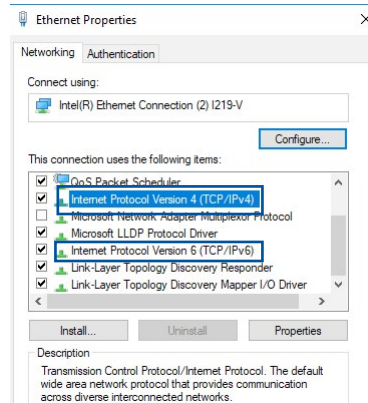 Ethernet Properties
Networking Authentication
Connect using:
Intel(R) Ethernet Connection (2) I219-V
Configure...
This connection uses the following items:
QoS Packet Scheduler
Internet Protocol Version 4 (TCP/IPv4)
Microsoft Network Adapter Multiplexor Protocol
Microsoft LLDP Protocol Driver
Internet Protocol Version 6 (TCP/IPv6)
Link-Layer Topology Discovery Responder
Link-Layer Topology Discovery Mapper I/O Driver
Install... Uninstall Properties
Description
Transmission Control Protocol/Internet Protocol. The default
wide area network protocol that provides communication
across diverse interconnected networks.